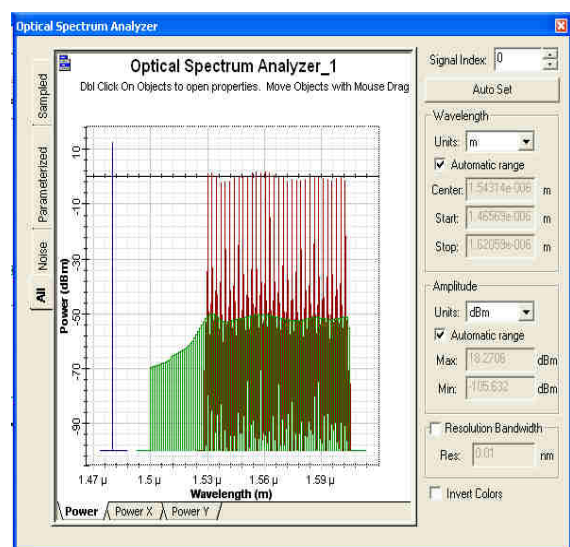 Optical Spectrum Analyzer
Optical Spectrum Analyzer_1
Dbl Click On Objects to open properties. Move Objects with Mouse Drag
Sampled
Parameterized
Noise
All
Power (dBm)
10
-10
-30
-50
-70
-90
1.47 µ
1.5 µ
1.53 µ
1.56 µ
1.59 µ
Wavelength (m)
Power
Power X
Power Y
Signal Index: 0
Auto Set
Wavelength
Units: m
Automatic range
Center: 1.54314e-006 m
Start: 1.46569e-006 m
Stop: 1.62059e-006 m
Amplitude
Units: dBm
Automatic range
Max: 18.2706 dBm
Min: -105.632 dBm
Resolution Bandwidth
Res: 0.01 nm
Invert Colors